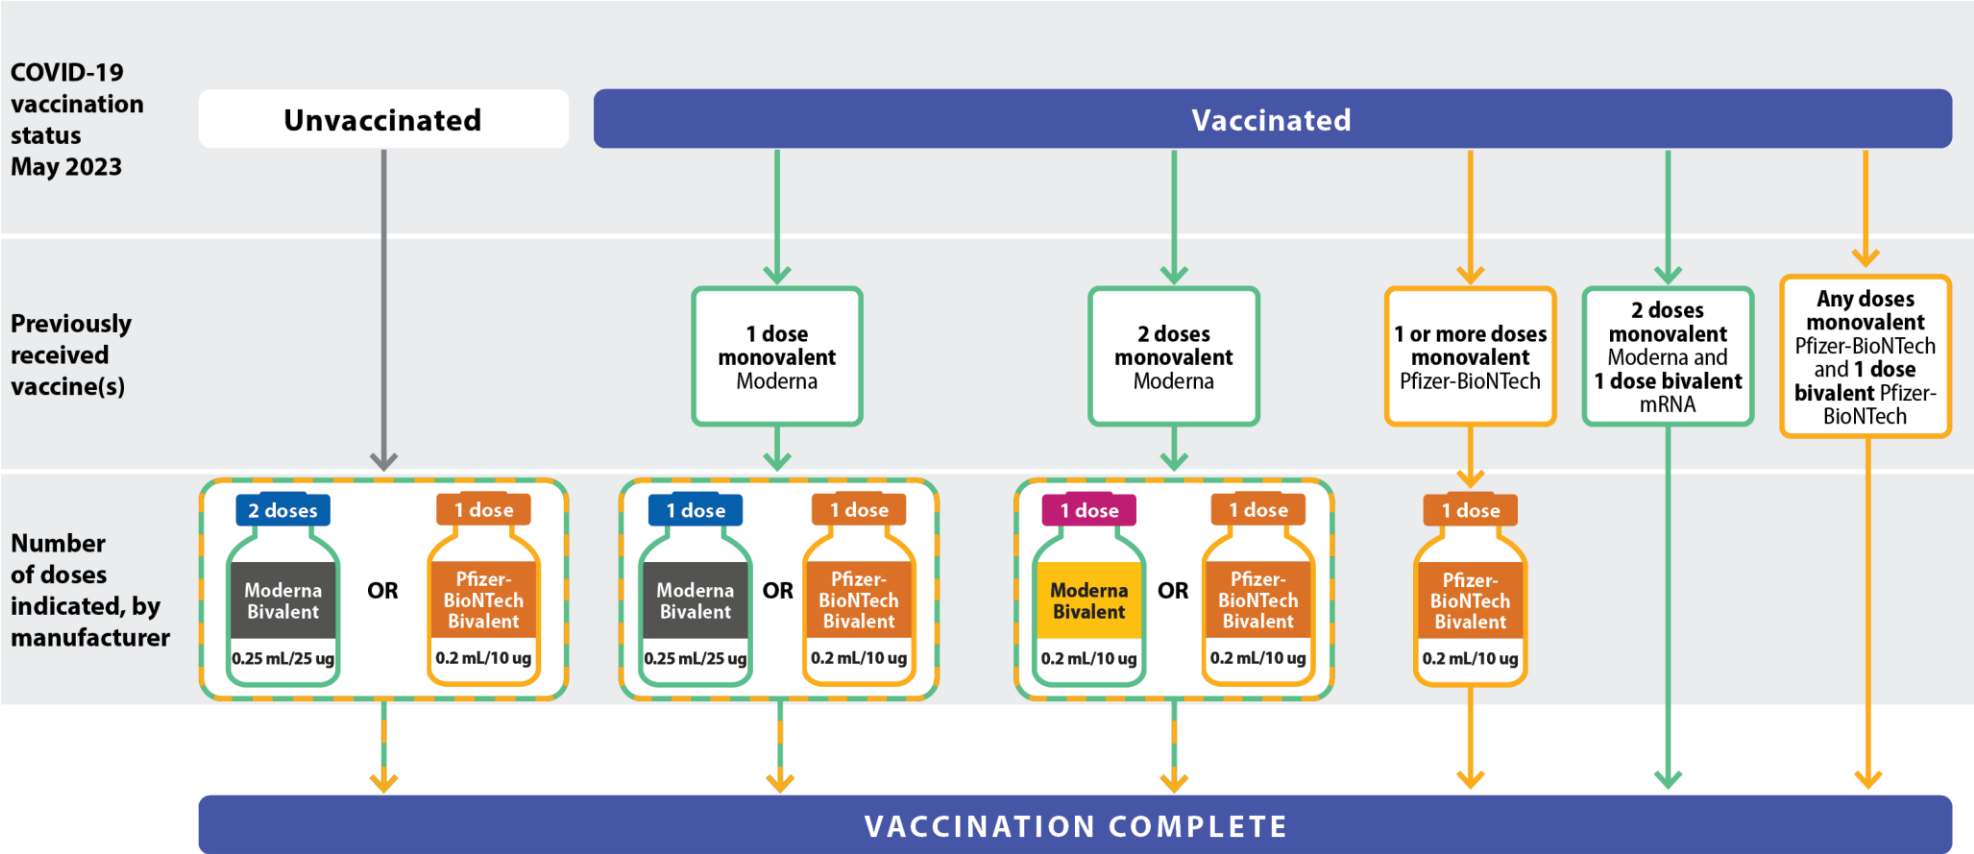 COVID-19
vaccination
status
May 2023
Unvaccinated
Vaccinated
Previously
received
vaccine(s)
1 dose
monovalent
Moderna
2 doses
monovalent
Moderna
1 or more doses
monovalent
Pfizer-BioNTech
2 doses
monovalent
Moderna and
1 dose bivalent
mRNA
Any doses
monovalent
Pfizer-BioNTech
and 1 dose
bivalent Pfizer-
BioNTech
Number
of doses
indicated, by
manufacturer
2 doses
Moderna
Bivalent
0.25 mL/25 ug
OR
1 dose
Pfizer-
BioNTech
Bivalent
0.2 mL/10 ug
1 dose
Moderna
Bivalent
0.25 mL/25 ug
OR
1 dose
Pfizer-
BioNTech
Bivalent
0.2 mL/10 ug
1 dose
Moderna
Bivalent
0.2 mL/10 ug
OR
1 dose
Pfizer-
BioNTech
Bivalent
0.2 mL/10 ug
1 dose
Pfizer-
BioNTech
Bivalent
0.2 mL/10 ug
VACCINATION COMPLETE